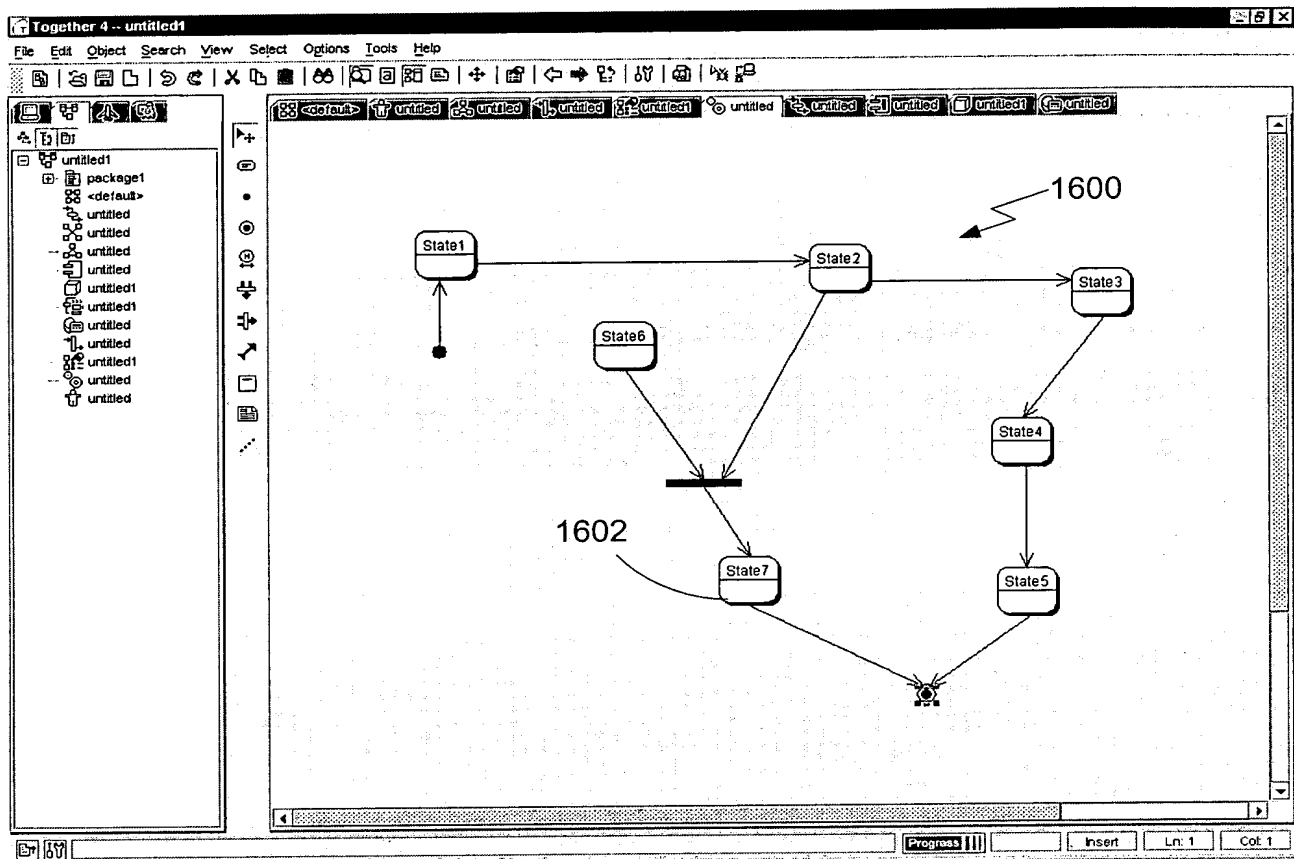 Together 4 -- untitled1
File Edit Object Search View Select Options Tools Help
<default> untitled untitled untitled untitled1 untitled untitled untitled untitled1 untitled
untitled1
package1
<default>
untitled
untitled
untitled
untitled
untitled1
untitled1
untitled
untitled
untitled1
untitled
untitled
1600
State1
State2
State3
State6
State4
1602
State7
State5
Progress Insert Ln: 1 Col: 1